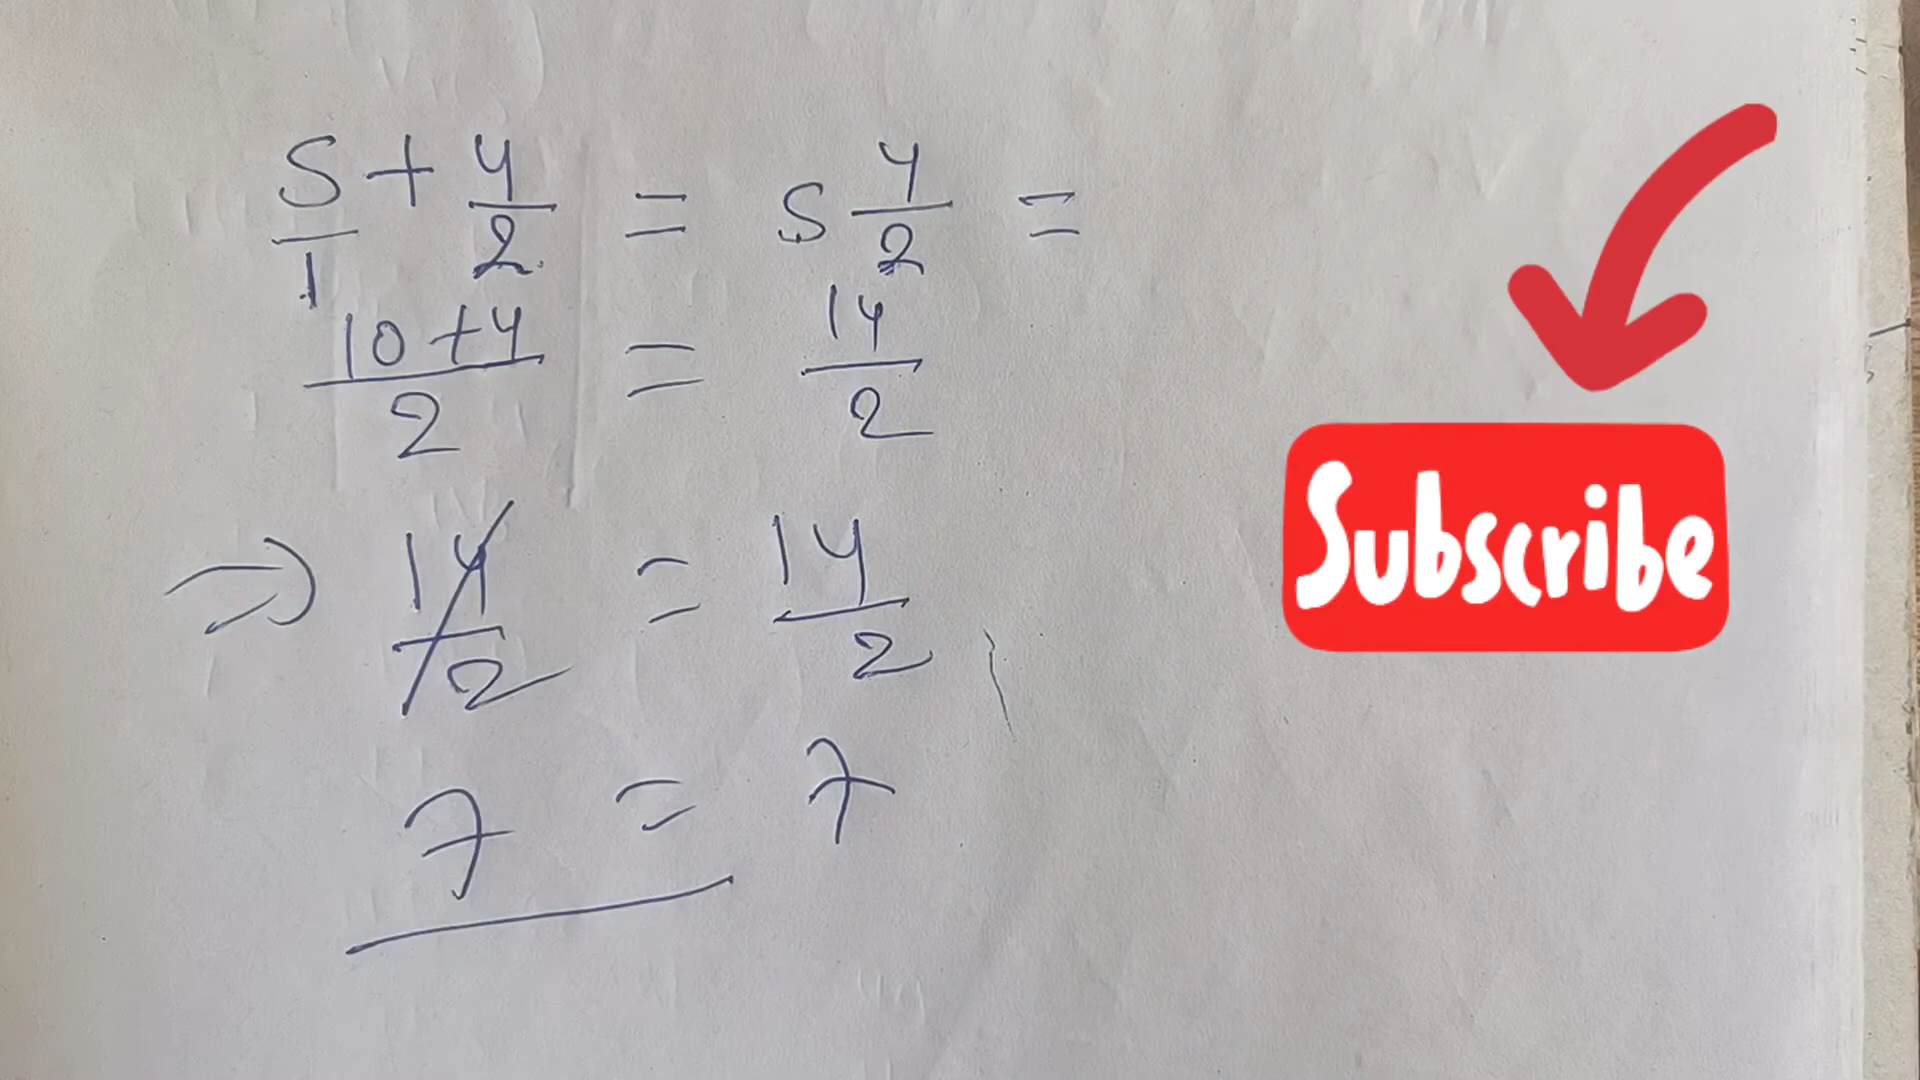 5/1 + 4/2 = 5 4/2 =
10+4/2 = 14/2
⇒ 14/2 = 14/2
7 = 7
Subscribe